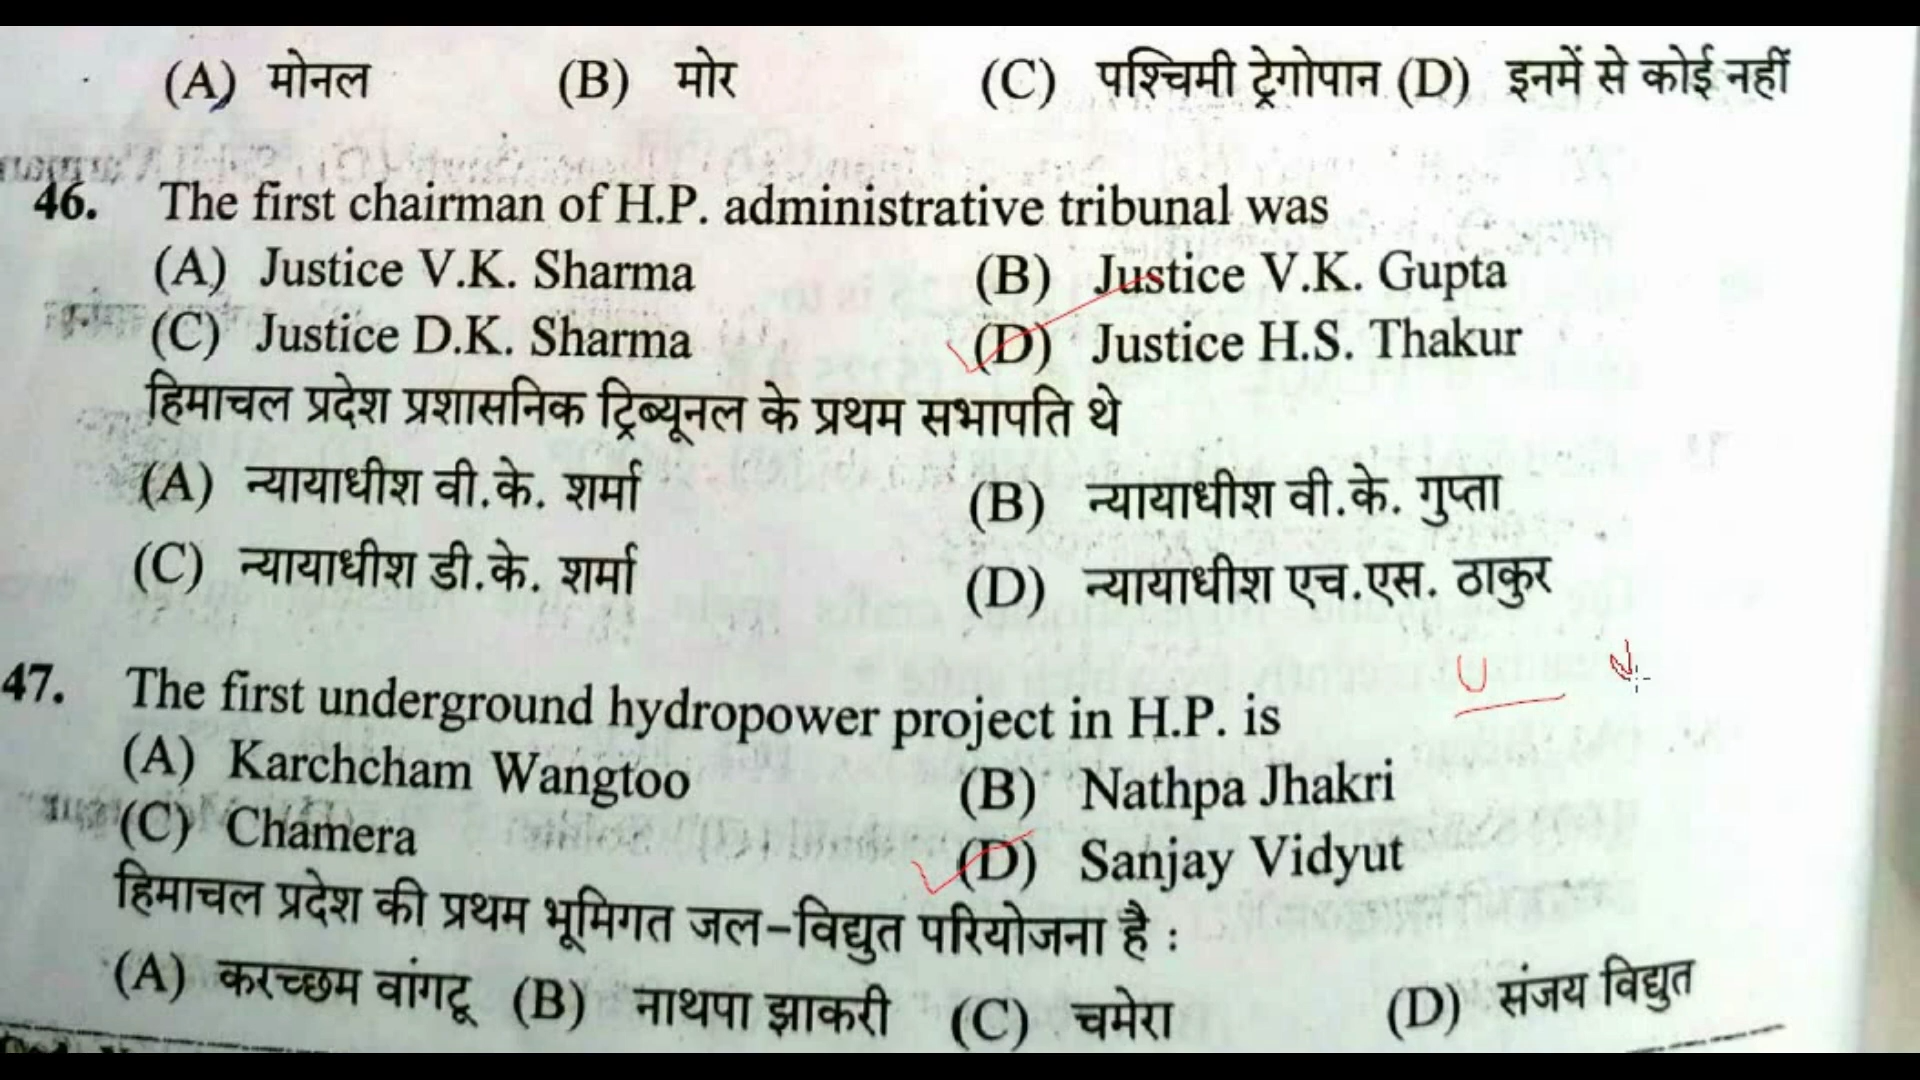 (A) मोनल (B) मोर (C) पश्चिमी ट्रेगोपान (D) इनमें से कोई नहीं
46. The first chairman of H.P. administrative tribunal was
(A) Justice V.K. Sharma (B) Justice V.K. Gupta
(C) Justice D.K. Sharma (D) Justice H.S. Thakur
हिमाचल प्रदेश प्रशासनिक ट्रिब्यूनल के प्रथम सभापति थे
(A) न्यायाधीश वी.के. शर्मा (B) न्यायाधीश वी.के. गुप्ता
(C) न्यायाधीश डी.के. शर्मा (D) न्यायाधीश एच.एस. ठाकुर
47. The first underground hydropower project in H.P. is
(A) Karchcham Wangtoo (B) Nathpa Jhakri
(C) Chamera (D) Sanjay Vidyut
हिमाचल प्रदेश की प्रथम भूमिगत जल-विद्युत परियोजना है :
(A) करच्छम वांगटू (B) नाथपा झाकरी (C) चमेरा (D) संजय विद्युत